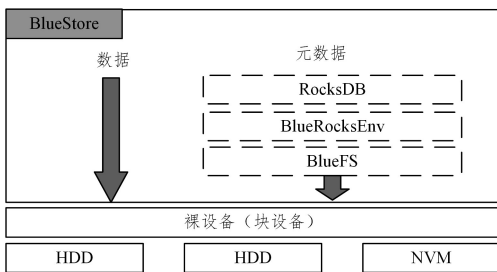 BlueStore
数据
元数据
RocksDB
BlueRocksEnv
BlueFS
裸设备（块设备）
HDD HDD NVM